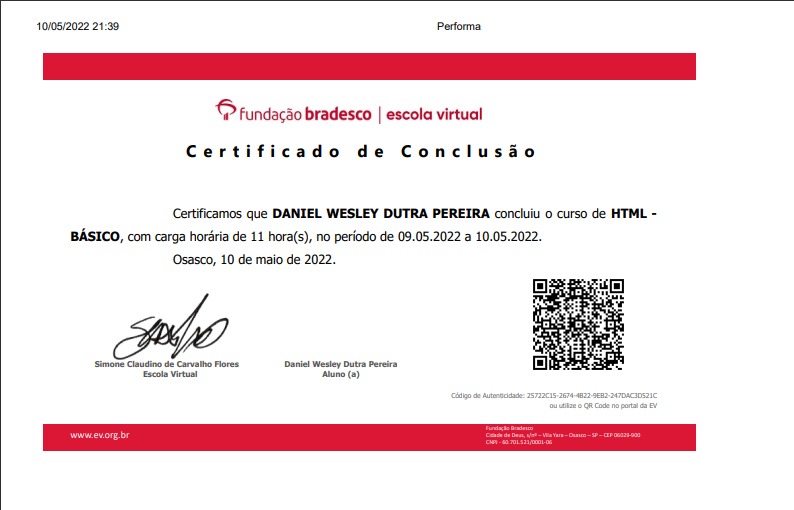 10/05/2022 21:39 Performa
fundação bradesco | escola virtual
Certificado de Conclusão
Certificamos que DANIEL WESLEY DUTRA PEREIRA concluiu o curso de HTML -
BÁSICO, com carga horária de 11 hora(s), no período de 09.05.2022 a 10.05.2022.
Osasco, 10 de maio de 2022.
Simone Claudino de Carvalho Flores
Escola Virtual
Daniel Wesley Dutra Pereira
Aluno (a)
Código de Autenticidade: 25722C15-2674-4B22-9EB2-247DAC3D521C
ou utilize o QR Code no portal da EV
www.ev.org.br
Fundação Bradesco
Cidade de Deus, s/nº – Vila Yara – Osasco – SP – CEP 06029-900
CNPJ - 60.701.521/0001-06